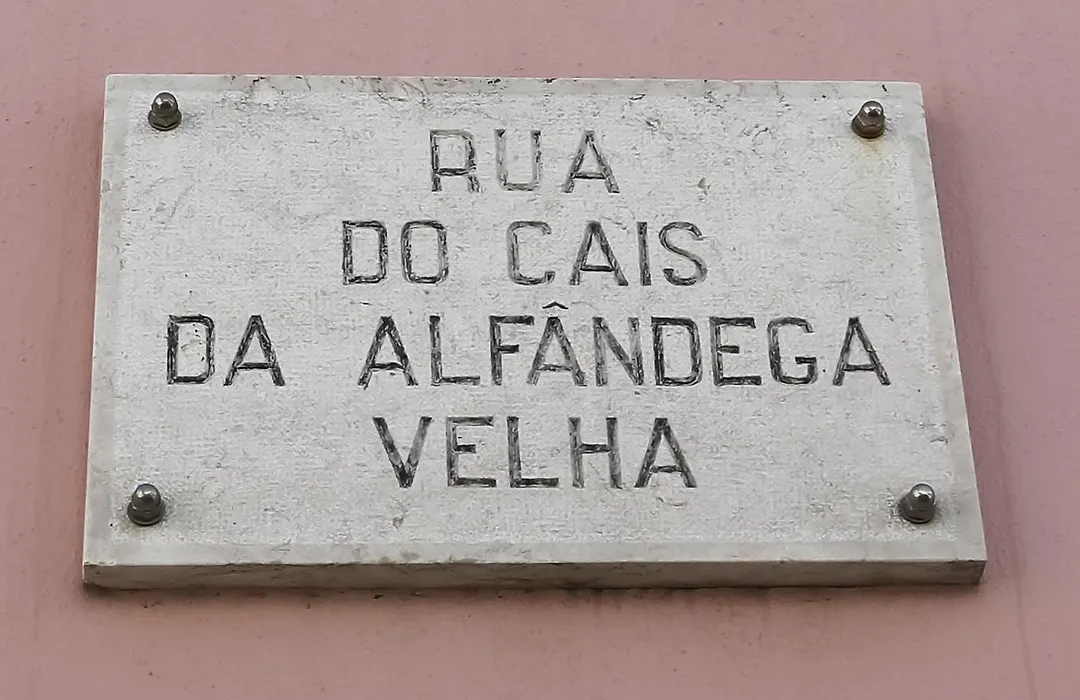 RUA
DO CAIS
DA ALFÂNDEGA
VELHA